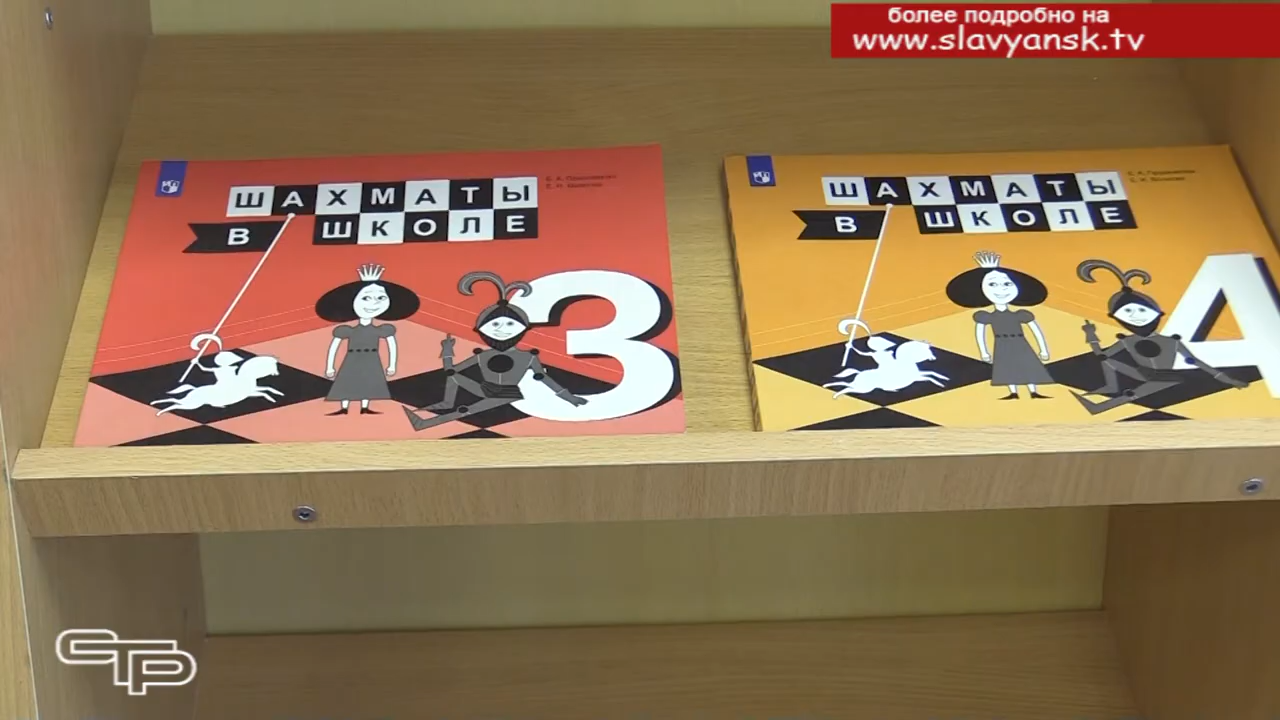 более подробно на
www.slavyansk.tv
ШАХМАТЫ
В ШКОЛЕ
3
ШАХМАТЫ
В ШКОЛЕ
4
СТР